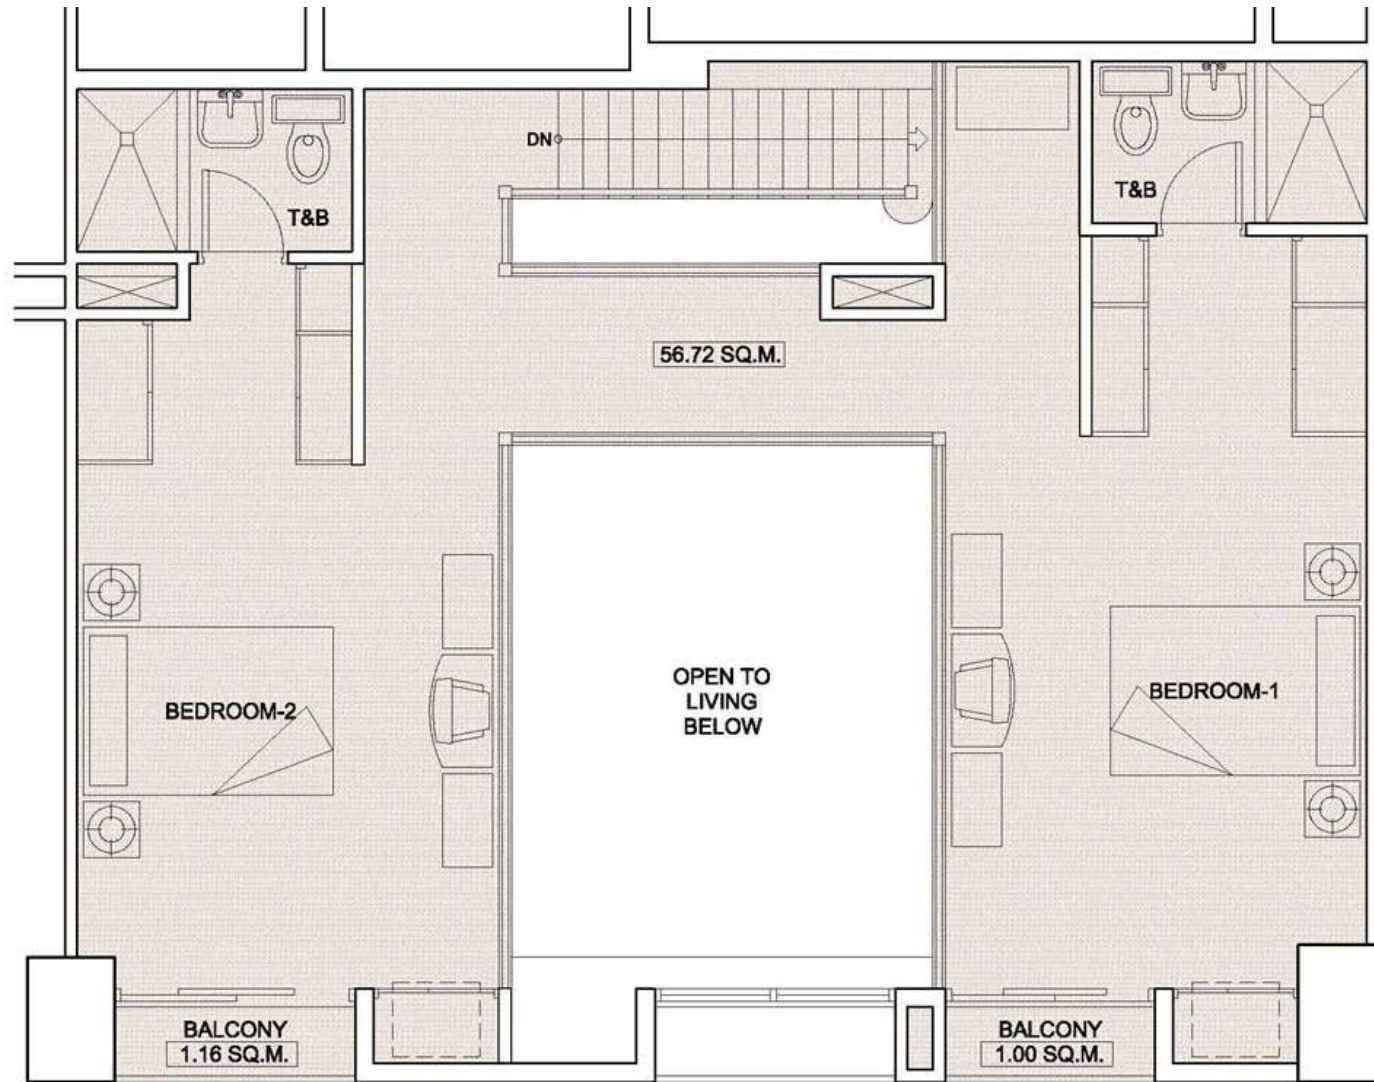 DN
T&B
T&B
56.72 SQ.M.
OPEN TO
LIVING
BELOW
BEDROOM-2
BEDROOM-1
BALCONY
1.16 SQ.M.
BALCONY
1.00 SQ.M.